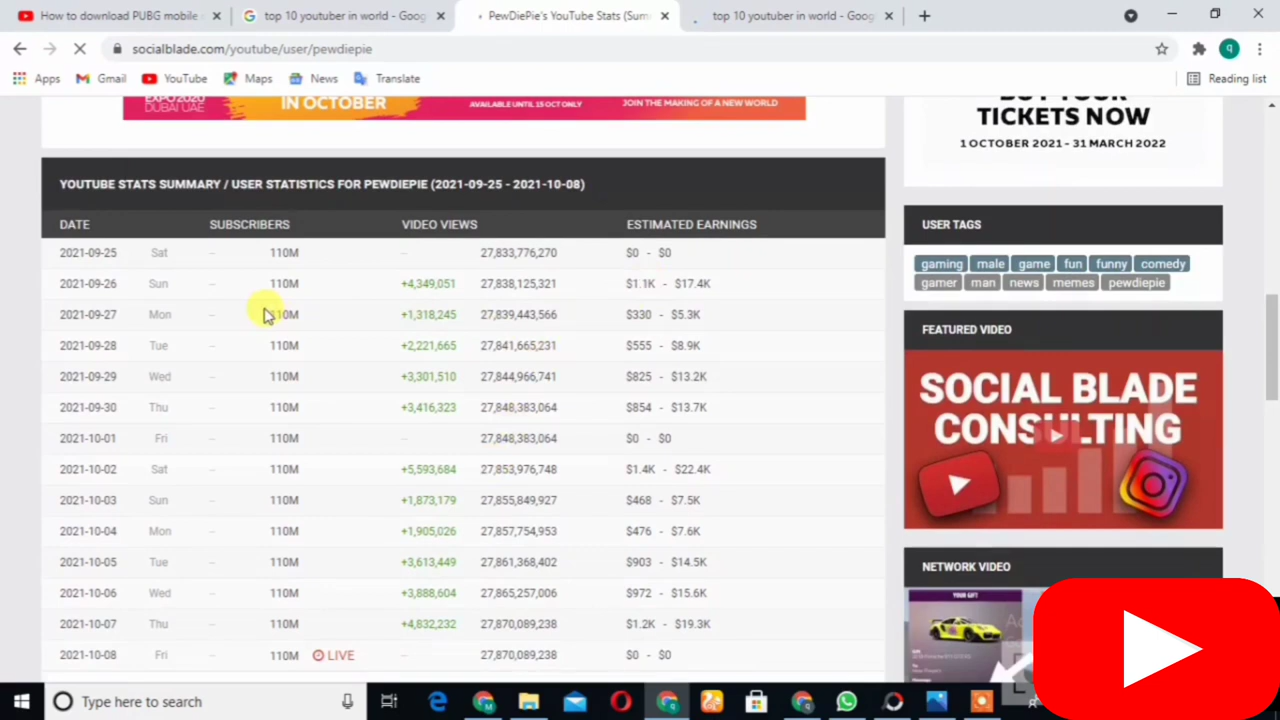 How to download PUBG mobile
top 10 youtuber in world - Goog
PewDiePie's YouTube Stats (Sum
top 10 youtuber in world - Goog
socialblade.com/youtube/user/pewdiepie
q
Apps
Gmail
YouTube
Maps
News
Translate
Reading list
EXPO2020
DUBAI UAE
IN OCTOBER
AVAILABLE UNTIL 15 OCT ONLY
JOIN THE MAKING OF A NEW WORLD
TICKETS NOW
1 OCTOBER 2021 - 31 MARCH 2022
YOUTUBE STATS SUMMARY / USER STATISTICS FOR PEWDIEPIE (2021-09-25 - 2021-10-08)
DATE SUBSCRIBERS VIDEO VIEWS ESTIMATED EARNINGS
2021-09-25 Sat -- 110M -- 27,833,776,270 $0 - $0
2021-09-26 Sun -- 110M +4,349,051 27,838,125,321 $1.1K - $17.4K
2021-09-27 Mon -- 110M +1,318,245 27,839,443,566 $330 - $5.3K
2021-09-28 Tue -- 110M +2,221,665 27,841,665,231 $555 - $8.9K
2021-09-29 Wed -- 110M +3,301,510 27,844,966,741 $825 - $13.2K
2021-09-30 Thu -- 110M +3,416,323 27,848,383,064 $854 - $13.7K
2021-10-01 Fri -- 110M -- 27,848,383,064 $0 - $0
2021-10-02 Sat -- 110M +5,593,684 27,853,976,748 $1.4K - $22.4K
2021-10-03 Sun -- 110M +1,873,179 27,855,849,927 $468 - $7.5K
2021-10-04 Mon -- 110M +1,905,026 27,857,754,953 $476 - $7.6K
2021-10-05 Tue -- 110M +3,613,449 27,861,368,402 $903 - $14.5K
2021-10-06 Wed -- 110M +3,888,604 27,865,257,006 $972 - $15.6K
2021-10-07 Thu -- 110M +4,832,232 27,870,089,238 $1.2K - $19.3K
2021-10-08 Fri 110M LIVE -- 27,870,089,238 $0 - $0
USER TAGS
gaming male game fun funny comedy
gamer man news memes pewdiepie
FEATURED VIDEO
SOCIAL BLADE
CONSULTING
NETWORK VIDEO
YOUR GIFT
Type here to search